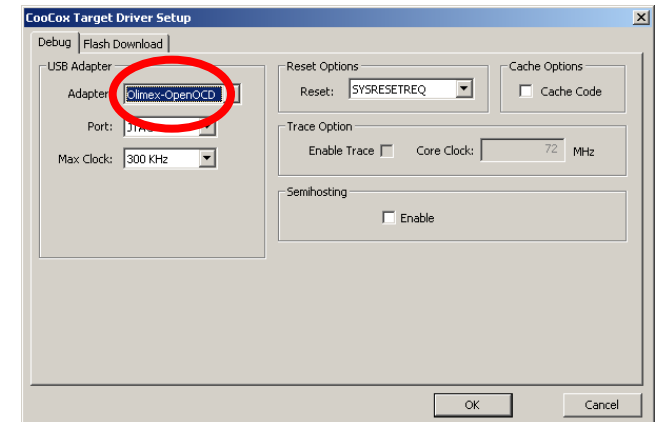 CooCox Target Driver Setup
Debug
Flash Download
USB Adapter
Adapter:
Olimex-OpenOCD
Port:
Max Clock:
300 KHz
Reset Options
Reset:
SYSRESETREQ
Cache Options
Cache Code
Trace Option
Enable Trace
Core Clock:
72
MHz
Semihosting
Enable
OK
Cancel